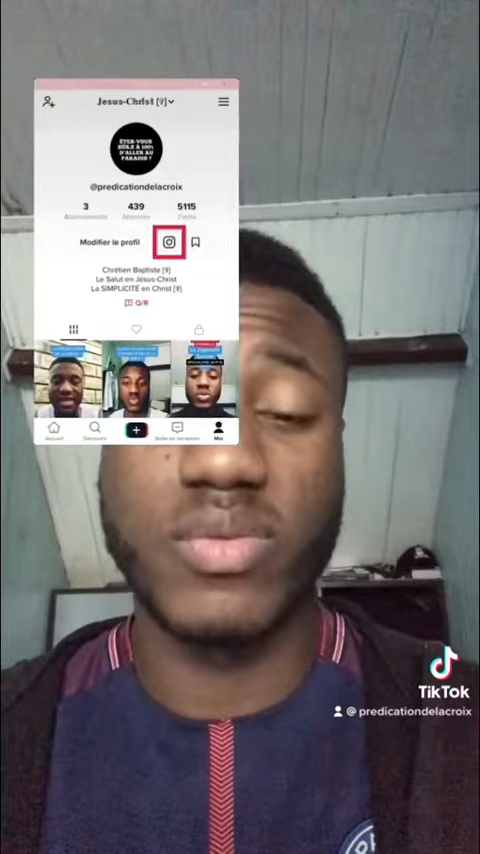 Jesus-Christ [✞]
ÊTES-VOUS
SÛR.E À 100%
D'ALLER AU
PARADIS ?
@predicationdelacroix
3 439 5115
Abonnements Abonnés J'aime
Modifier le profil
Chrétien Baptiste [✞]
Le Salut en Jésus-Christ
La SIMPLICITÉ en Christ [✞]
Q/R
Accueil Découvrir Boîte de réception Moi
TikTok
@ predicationdelacroix